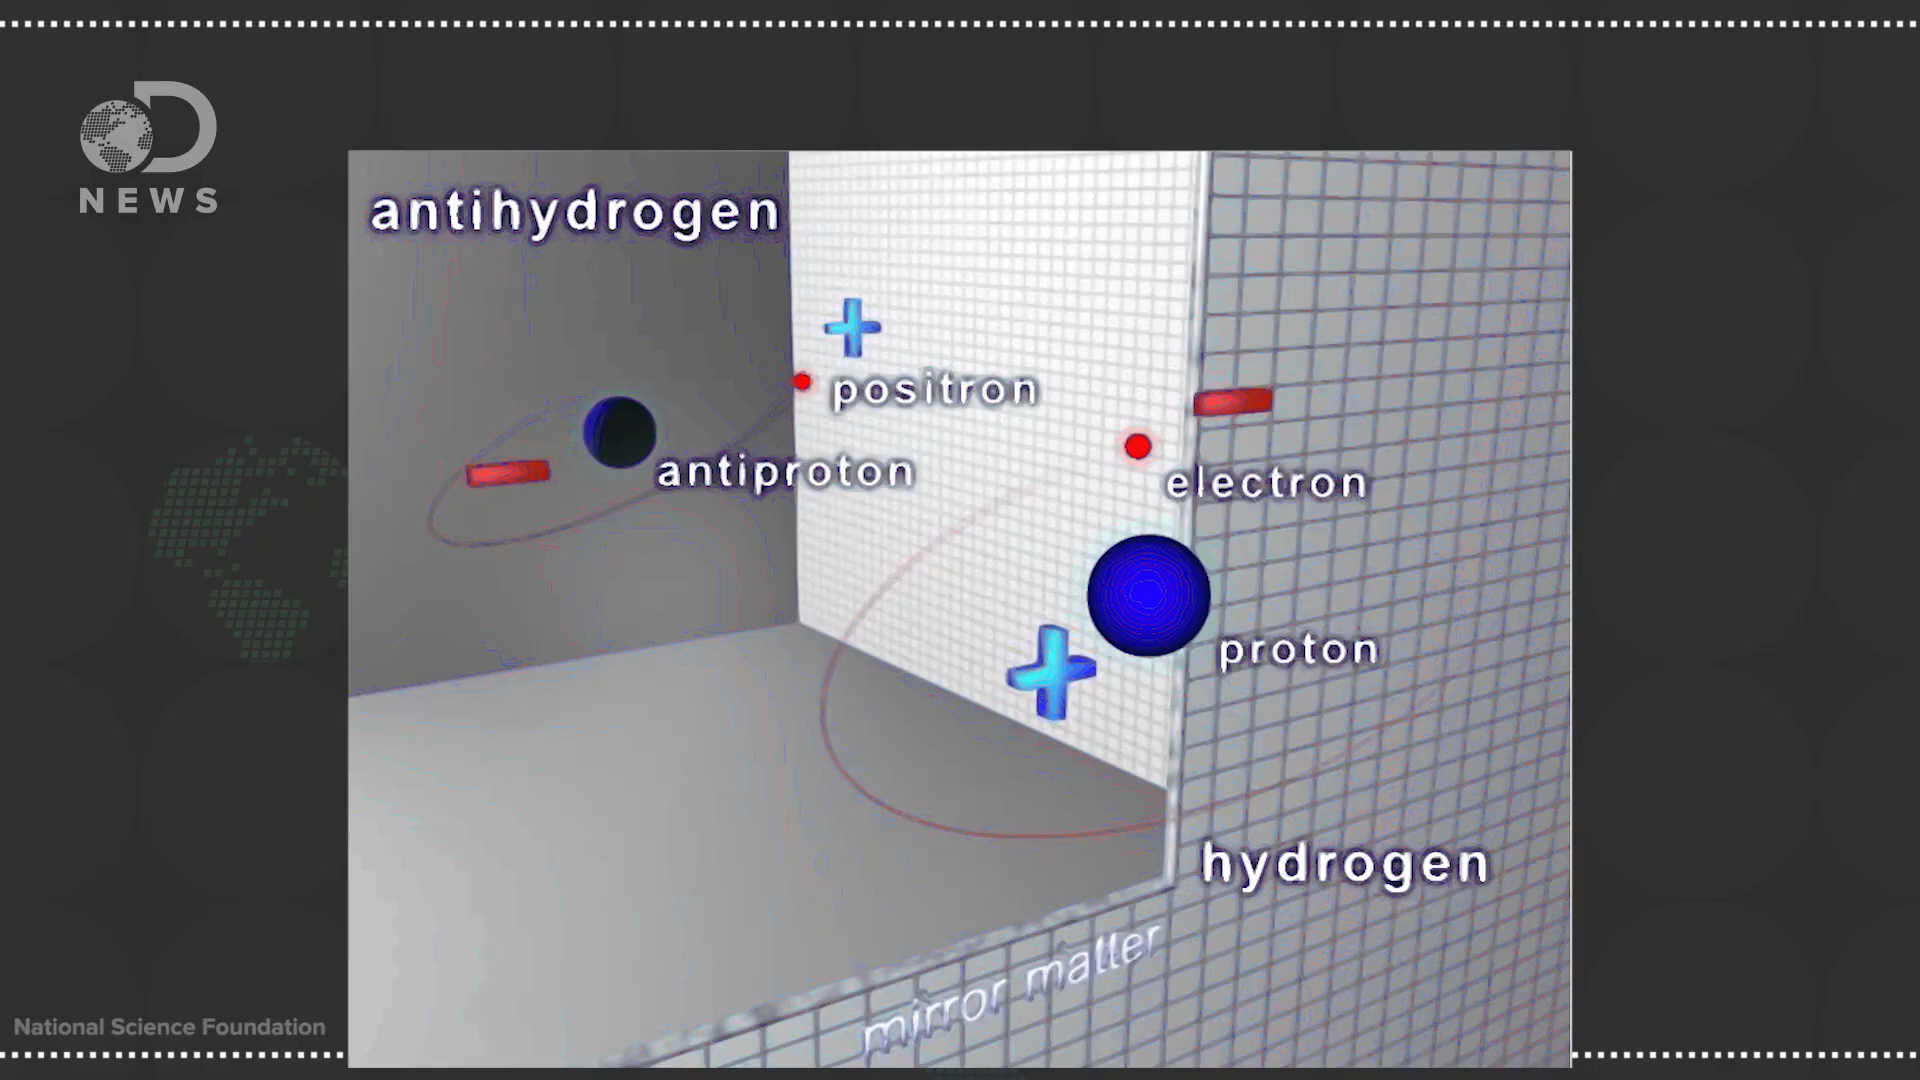 NEWS
antihydrogen
positron
antiproton
electron
proton
hydrogen
mirror matter
National Science Foundation